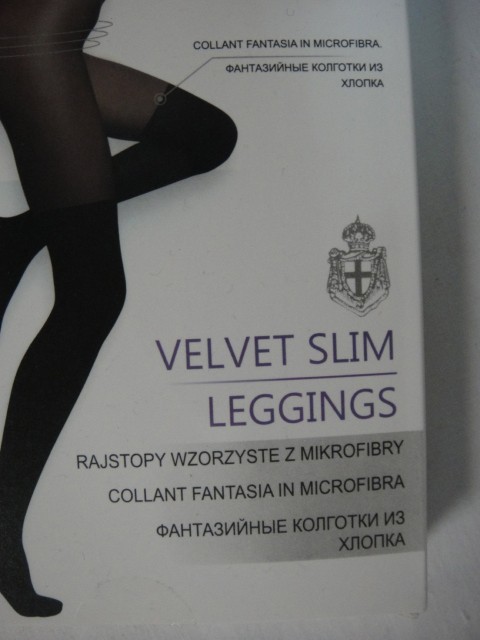 COLLANT FANTASIA IN MICROFIBRA.
ФАНТАЗИЙНЫЕ КОЛГОТКИ ИЗ
ХЛОПКА
VELVET SLIM
LEGGINGS
RAJSTOPY WZORZYSTE Z MIKROFIBRY
COLLANT FANTASIA IN MICROFIBRA
ФАНТАЗИЙНЫЕ КОЛГОТКИ ИЗ
ХЛОПКА